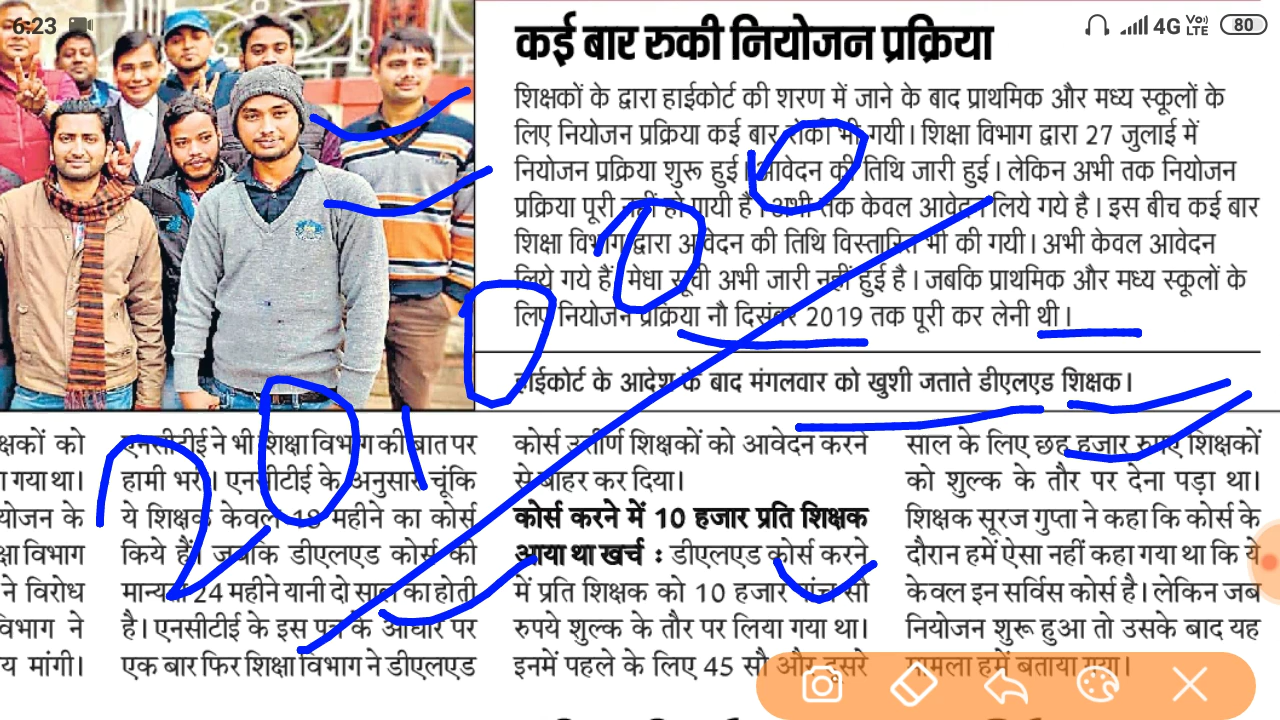 6:23
4G
Vo)
LTE
80
कई बार रुकी नियोजन प्रक्रिया
शिक्षकों के द्वारा हाईकोर्ट की शरण में जाने के बाद प्राथमिक और मध्य स्कूलों के
लिए नियोजन प्रक्रिया कई बार रोकी भी गयी। शिक्षा विभाग द्वारा 27 जुलाई में
नियोजन प्रक्रिया शुरू हुई। आवेदन की तिथि जारी हुई। लेकिन अभी तक नियोजन
प्रक्रिया पूरी नहीं हो पायी है। अभी तक केवल आवेदन लिये गये है। इस बीच कई बार
शिक्षा विभाग द्वारा आवेदन की तिथि विस्तारित भी की गयी। अभी केवल आवेदन
लिये गये हैं। मेधा सूची अभी जारी नहीं हुई है। जबकि प्राथमिक और मध्य स्कूलों के
लिए नियोजन प्रक्रिया नौ दिसंबर 2019 तक पूरी कर लेनी थी।
हाईकोर्ट के आदेश के बाद मंगलवार को खुशी जताते डीएलएड शिक्षक।
क्षकों को
ा गया था।
योजन के
क्षा विभाग
ने विरोध
विभाग ने
य मांगी।
एनसीटीई ने भी शिक्षा विभाग की बात पर
हामी भरी। एनसीटीई के अनुसार चूंकि
ये शिक्षक केवल 18 महीने का कोर्स
किये हैं। जबकि डीएलएड कोर्स की
मान्यता 24 महीने यानी दो साल का होती
है। एनसीटीई के इस पत्र के आधार पर
एक बार फिर शिक्षा विभाग ने डीएलएड
कोर्स उत्तीर्ण शिक्षकों को आवेदन करने
से बाहर कर दिया।
कोर्स करने में 10 हजार प्रति शिक्षक
आया था खर्च : डीएलएड कोर्स करने
में प्रति शिक्षक को 10 हजार पांच सौ
रुपये शुल्क के तौर पर लिया गया था।
इनमें पहले के लिए 45 सौ और दूसरे
साल के लिए छह हजार रुपए शिक्षकों
को शुल्क के तौर पर देना पड़ा था।
शिक्षक सूरज गुप्ता ने कहा कि कोर्स के
दौरान हमें ऐसा नहीं कहा गया था कि ये
केवल इन सर्विस कोर्स है। लेकिन जब
नियोजन शुरू हुआ तो उसके बाद यह
मामला हमें बताया गया।